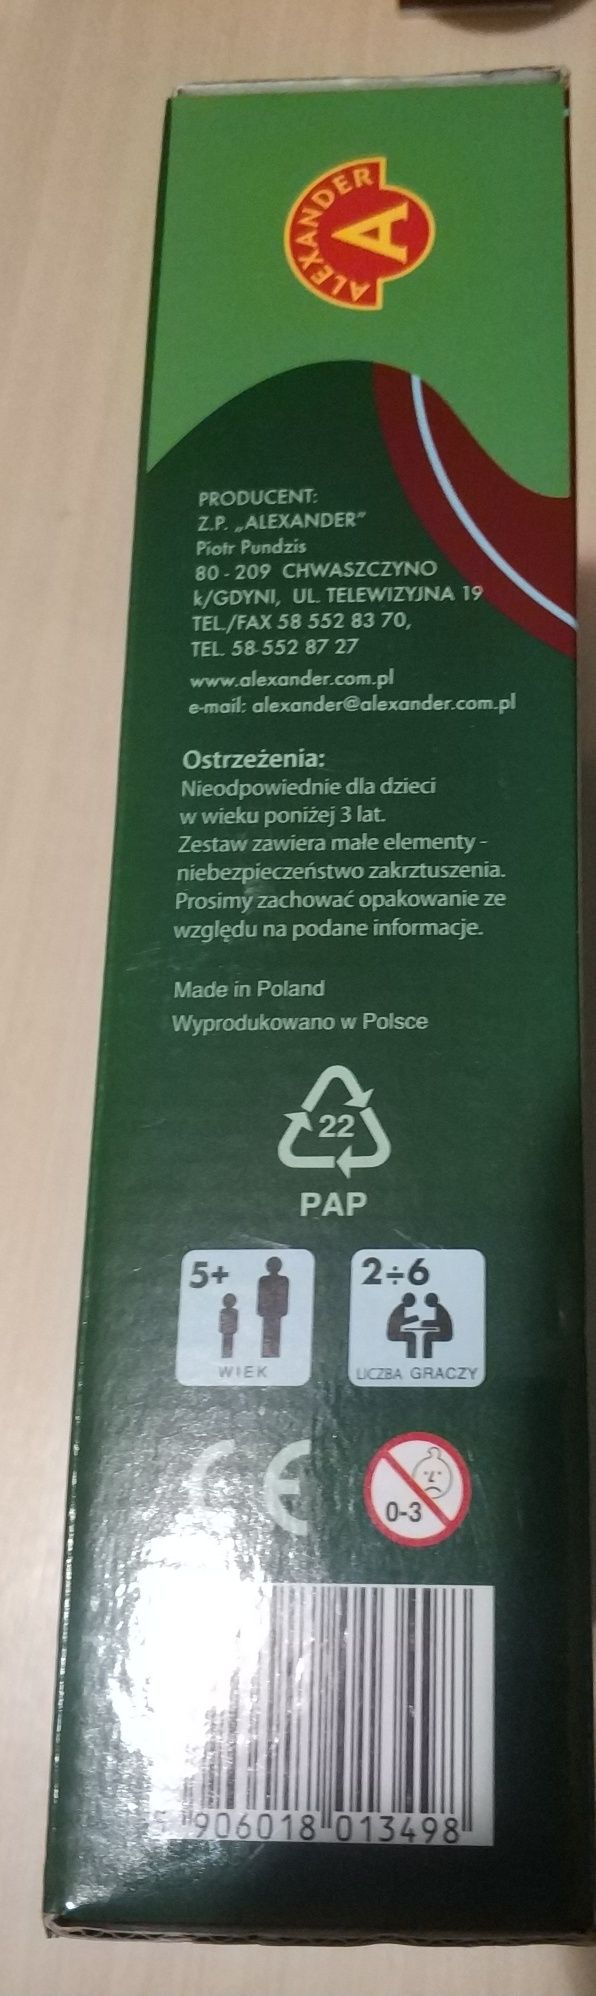 ALEXANDER
A
PRODUCENT:
Z.P. „ALEXANDER”
Piotr Pundzis
80 - 209 CHWASZCZYNO
k/GDYNI, UL. TELEWIZYJNA 19
TEL./FAX 58 552 83 70,
TEL. 58 552 87 27
www.alexander.com.pl
e-mail: alexander@alexander.com.pl
Ostrzeżenia:
Nieodpowiednie dla dzieci
w wieku poniżej 3 lat.
Zestaw zawiera małe elementy -
niebezpieczeństwo zakrztuszenia.
Prosimy zachować opakowanie ze
względu na podane informacje.
Made in Poland
Wyprodukowano w Polsce
22
PAP
5+
WIEK
2÷6
LICZBA GRACZY
CE
0-3
5 906018 013498